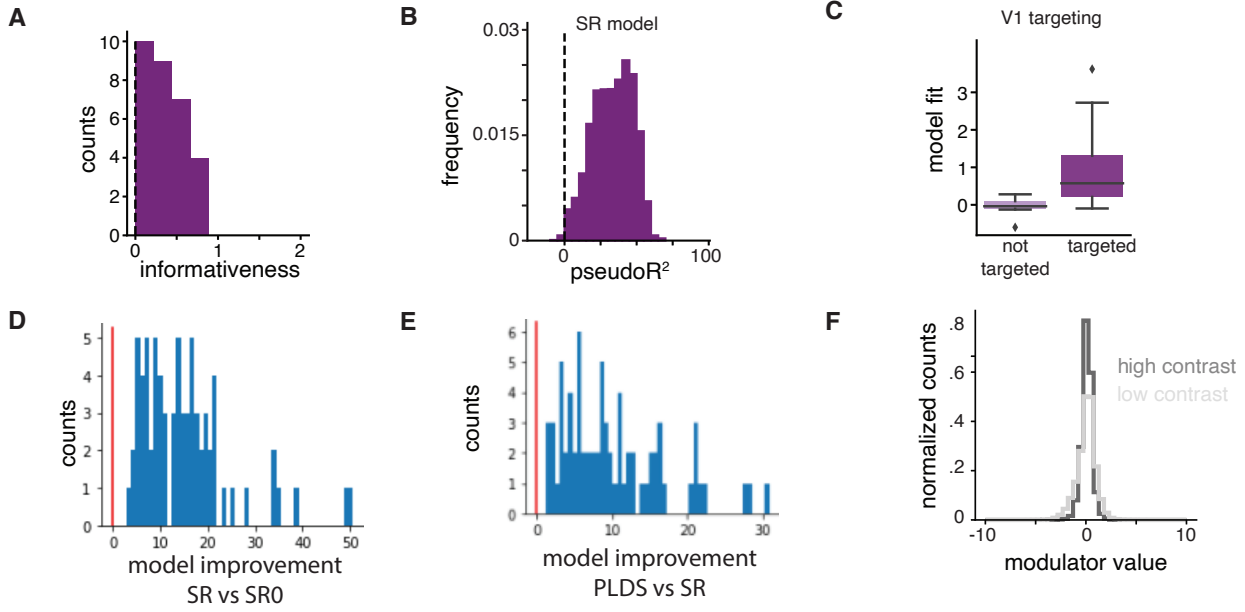 A
counts
10
8
6
4
2
0
0
1
2
informativeness
B
SR model
frequency
0.03
0.015
0
0
100
pseudoR²
C
V1 targeting
model fit
3
2
1
0
not
targeted
targeted
D
counts
5
4
3
2
1
0
0
10
20
30
40
50
model improvement
SR vs SR0
E
counts
6
5
4
3
2
1
0
0
10
20
30
model improvement
PLDS vs SR
F
normalized counts
.8
.6
.4
.2
0
high contrast
low contrast
-10
0
10
modulator value